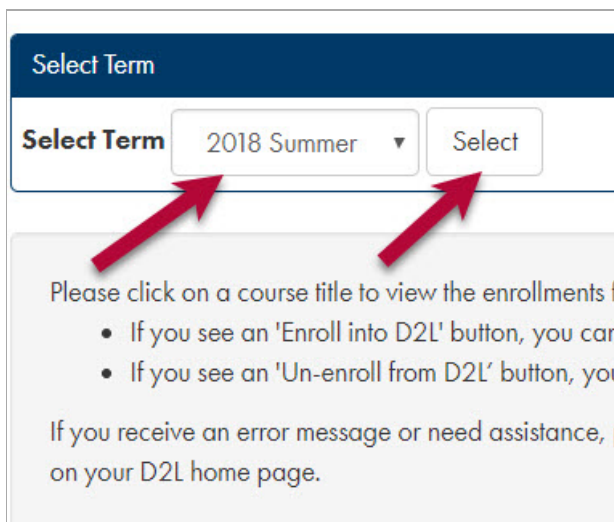 Select Term
Select Term 2018 Summer Select
Please click on a course title to view the enrollments
If you see an 'Enroll into D2L' button, you can
If you see an 'Un-enroll from D2L’ button, you
If you receive an error message or need assistance,
on your D2L home page.